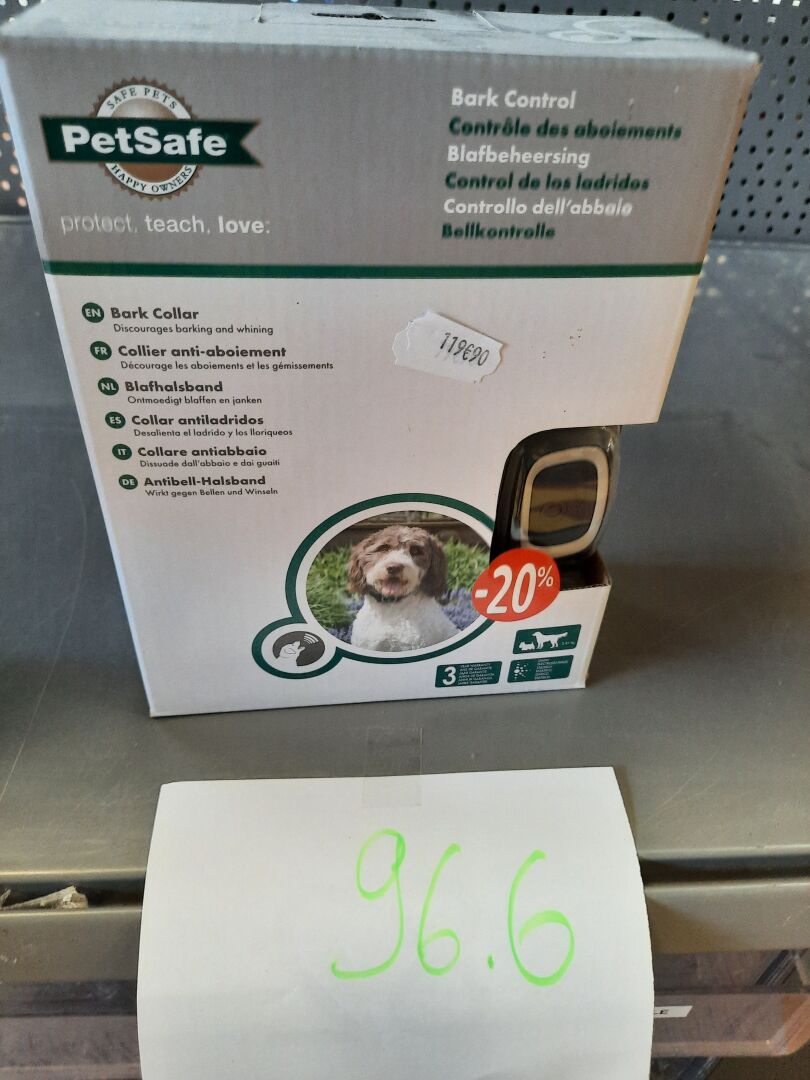 SAFE PETS
PetSafe
HAPPY OWNERS
protect. teach. love.
Bark Control
Contrôle des aboiements
Blafbeheersing
Control de los ladridos
Controllo dell'abbaio
Bellkontrolle
119€90
EN Bark Collar
Discourages barking and whining
FR Collier anti-aboiement
Décourage les aboiements et les gémissements
NL Blafhalsband
Ontmoedigt blaffen en janken
ES Collar antiladridos
Desalienta el ladrido y los lloriqueos
IT Collare antiabbaio
Dissuade dall'abbaio e dai guaiti
DE Antibell-Halsband
Wirkt gegen Bellen und Winseln
-20%
3
96.6